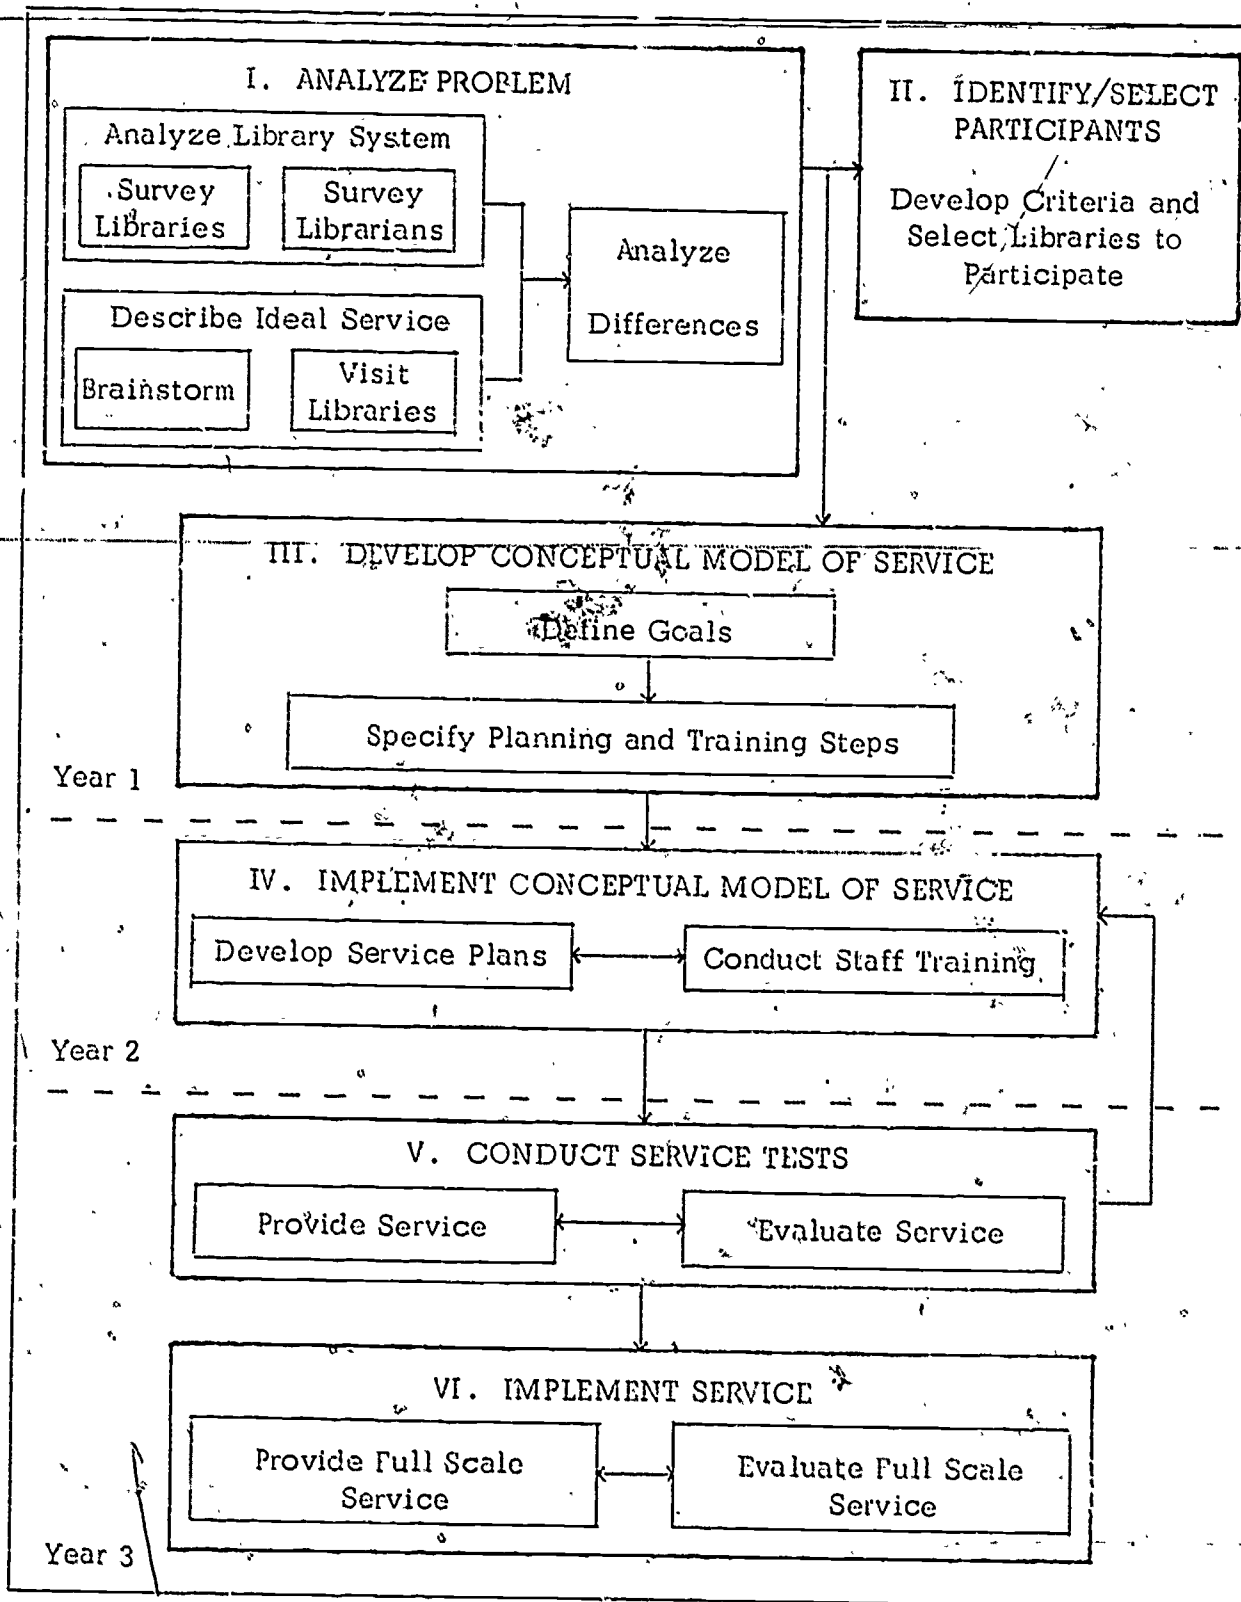 I. ANALYZE PROBLEM
Analyze Library System
Survey
Libraries
Survey
Librarians
Describe Ideal Service
Brainstorm
Visit
Libraries
Analyze
Differences
II. IDENTIFY/SELECT
PARTICIPANTS
Develop Criteria and
Select Libraries to
Participate
III. DEVELOP CONCEPTUAL MODEL OF SERVICE
Define Goals
Specify Planning and Training Steps
Year 1
IV. IMPLEMENT CONCEPTUAL MODEL OF SERVICE
Develop Service Plans
Conduct Staff Training
Year 2
V. CONDUCT SERVICE TESTS
Provide Service
Evaluate Service
VI. IMPLEMENT SERVICE
Provide Full Scale
Service
Evaluate Full Scale
Service
Year 3